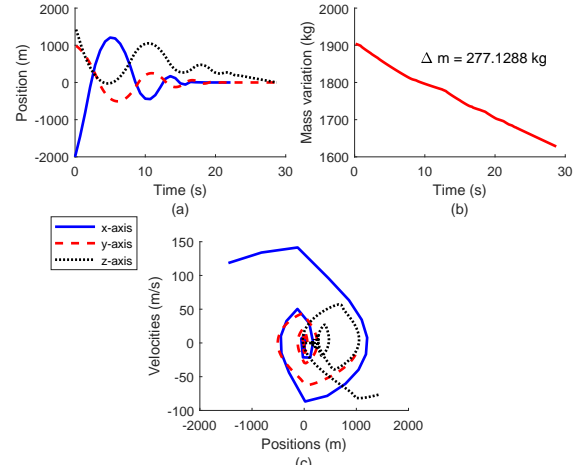 1000
0
-1000
-2000
Position (m)
0
10
20
30
Time (s)
(a)
2000
1900
1800
1700
1600
Mass variation (kg)
Δ m = 277.1288 kg
0
10
20
30
Time (s)
(b)
x-axis
y-axis
z-axis
150
100
50
0
-50
-100
Velocities (m/s)
-2000
-1000
0
1000
2000
Positions (m)
(c)